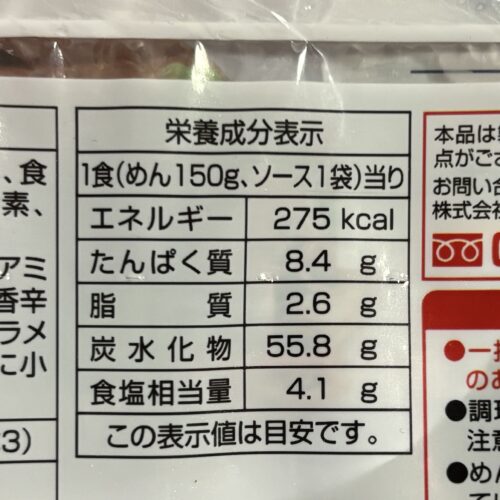 栄養成分表示
1食(めん150g、ソース1袋)当り
エネルギー 275 kcal
たんぱく質 8.4 g
脂質 2.6 g
炭水化物 55.8 g
食塩相当量 4.1 g
この表示値は目安です。
、食
素、
アミ
香辛
ラメ
に小
3)
本品は
点がござ
お問い合
株式会社
●一
のお
●調理
注意
●めん